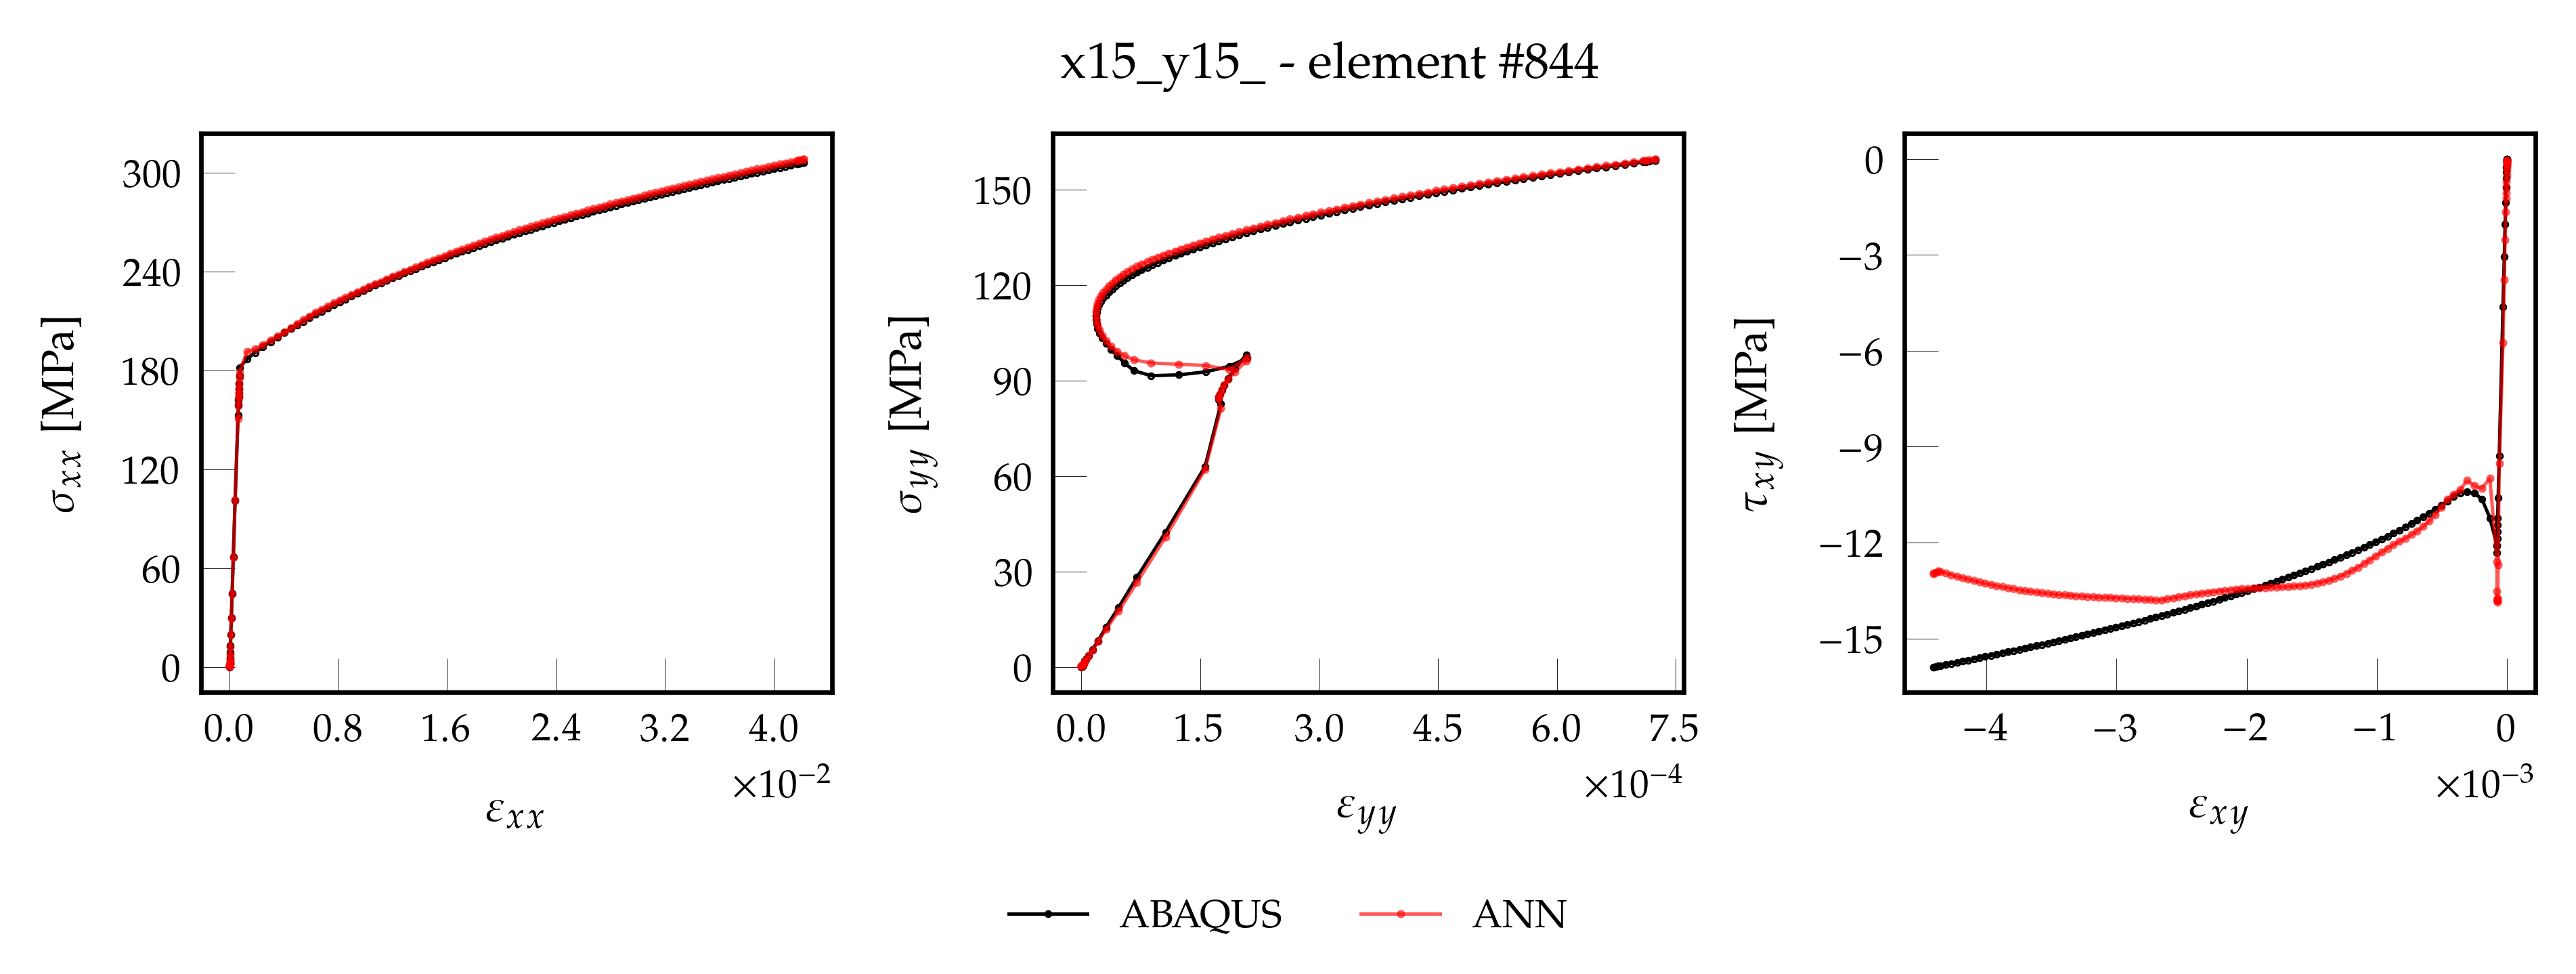 x15_y15_ - element #844
σxx [MPa]
300
240
180
120
60
0
0.0 0.8 1.6 2.4 3.2 4.0
×10−2
εxx
σyy [MPa]
150
120
90
60
30
0
0.0 1.5 3.0 4.5 6.0 7.5
×10−4
εyy
τxy [MPa]
0
−3
−6
−9
−12
−15
−4 −3 −2 −1 0
×10−3
εxy
ABAQUS ANN